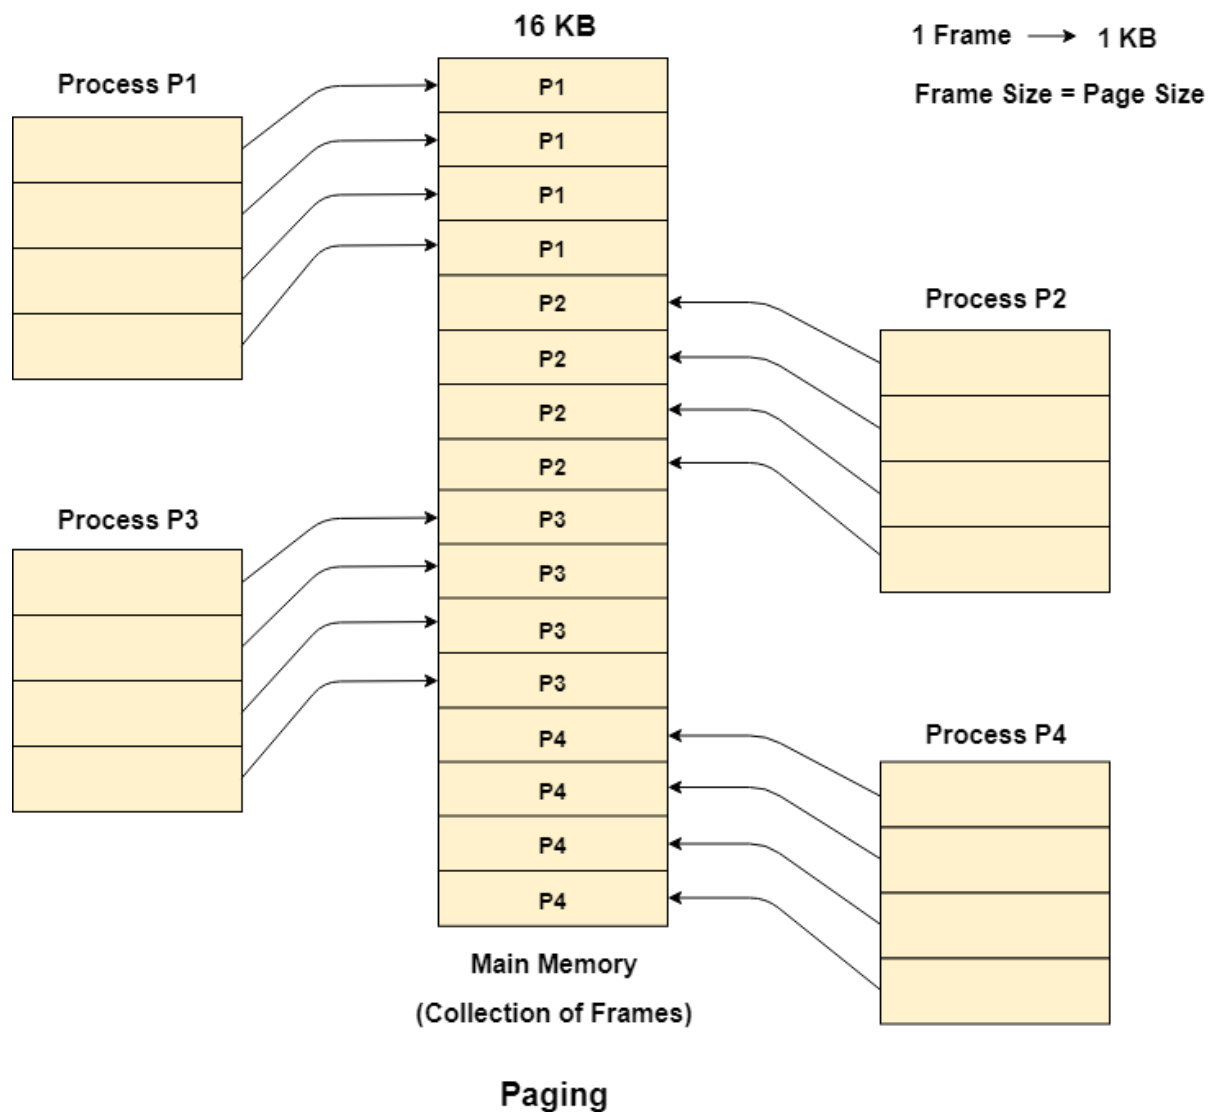 16 KB
1 Frame 1 KB
Frame Size = Page Size
Process P1
P1
P1
P1
P1
Process P2
P2
P2
P2
P2
Process P3
P3
P3
P3
P3
Process P4
P4
P4
P4
P4
Main Memory
(Collection of Frames)
Paging